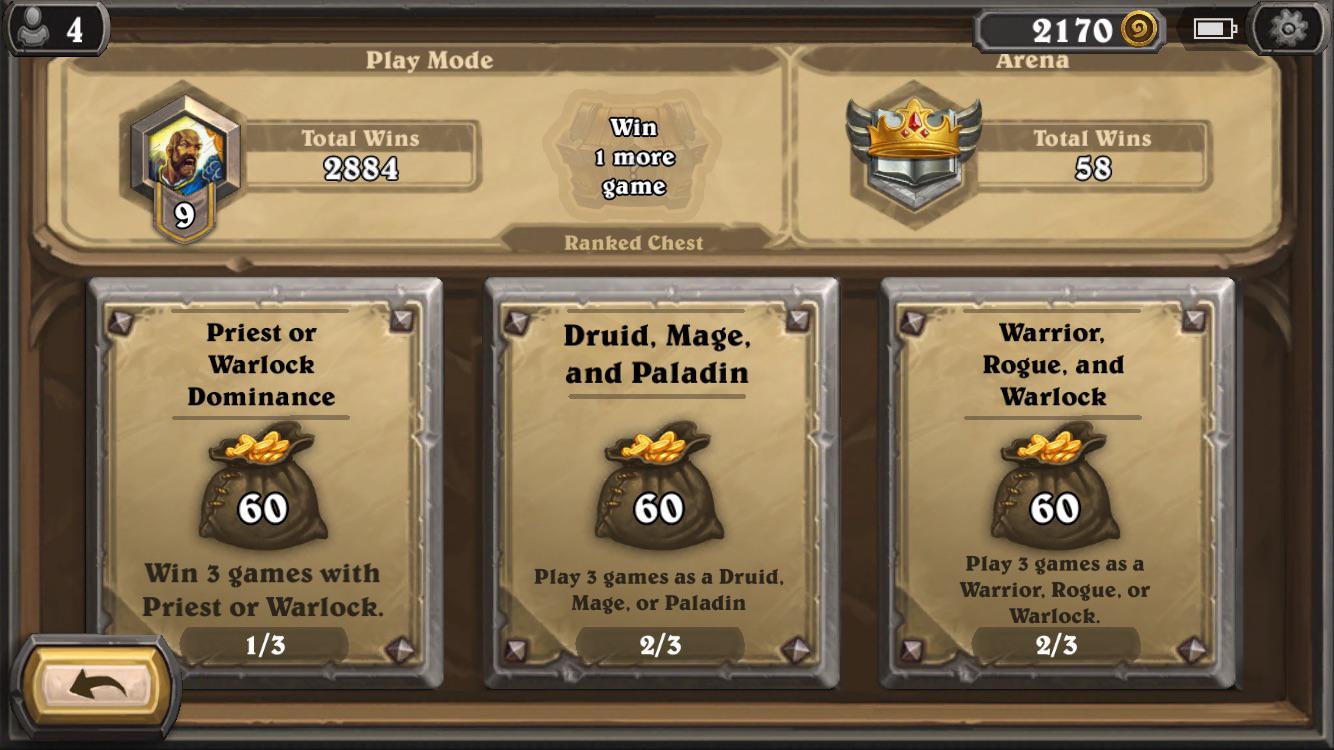 4
2170
Play Mode
Arena
Total Wins
2884
9
Win
1 more
game
Ranked Chest
Total Wins
58
Priest or
Warlock
Dominance
60
Win 3 games with
Priest or Warlock.
1/3
Druid, Mage,
and Paladin
60
Play 3 games as a Druid,
Mage, or Paladin
2/3
Warrior,
Rogue, and
Warlock
60
Play 3 games as a
Warrior, Rogue, or
Warlock.
2/3